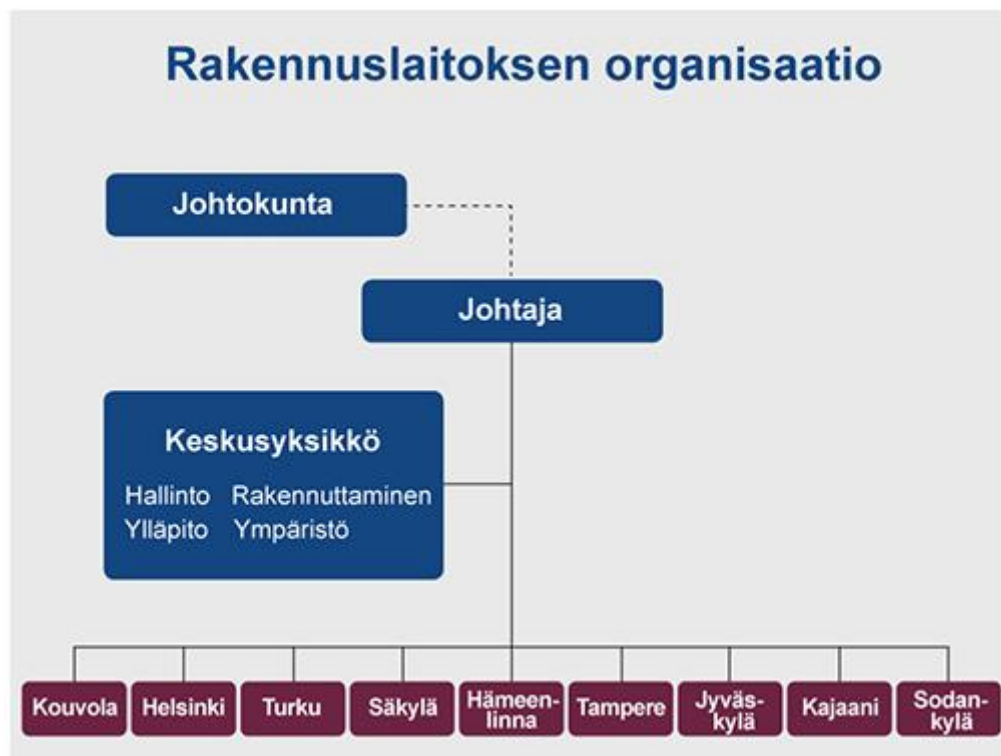 Rakennuslaitoksen organisaatio
Johtokunta
Johtaja
Keskusyksikkö
Hallinto Rakennuttaminen
Ylläpito Ympäristö
Kouvola
Helsinki
Turku
Säkylä
Hämeen-
linna
Tampere
Jyväs-
kylä
Kajaani
Sodan-
kylä